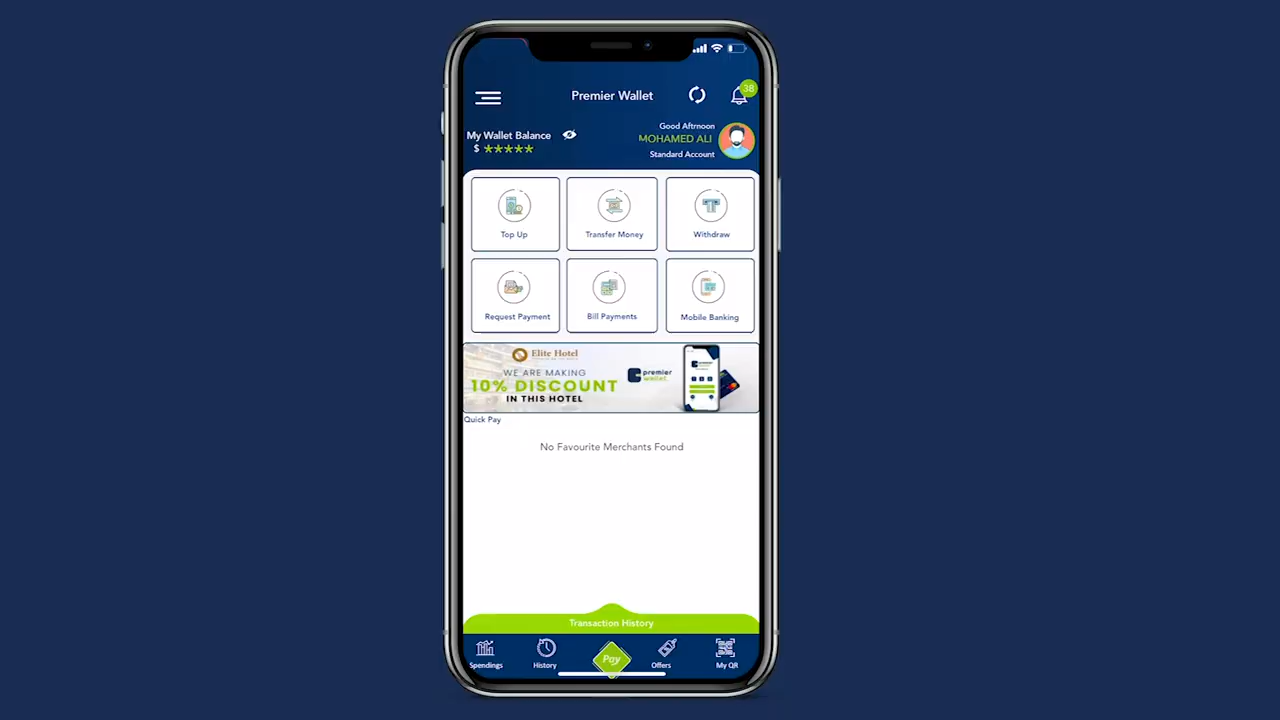 Premier Wallet
38
My Wallet Balance
$ *****
Good Aftrnoon
MOHAMED ALI
Standard Account
Top Up
Transfer Money
Withdraw
Request Payment
Bill Payments
Mobile Banking
Elite Hotel
WE ARE MAKING
10% DISCOUNT
IN THIS HOTEL
premier
wallet
Quick Pay
No Favourite Merchants Found
Transaction History
Spendings
History
Pay
Offers
My QR